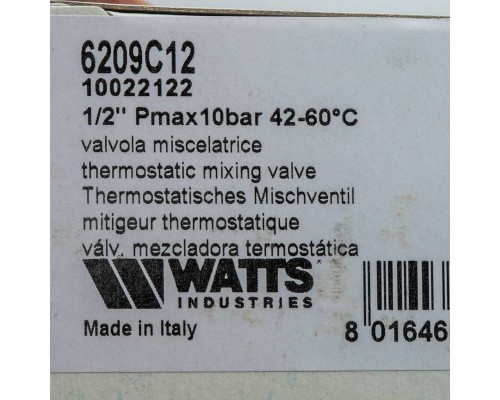 6209C12
10022122
1/2" Pmax10bar 42-60°C
valvola miscelatrice
thermostatic mixing valve
Thermostatisches Mischventil
mitigeur thermostatique
válv. mezcladora termostática
WATTS
INDUSTRIES
Made in Italy
8 01646